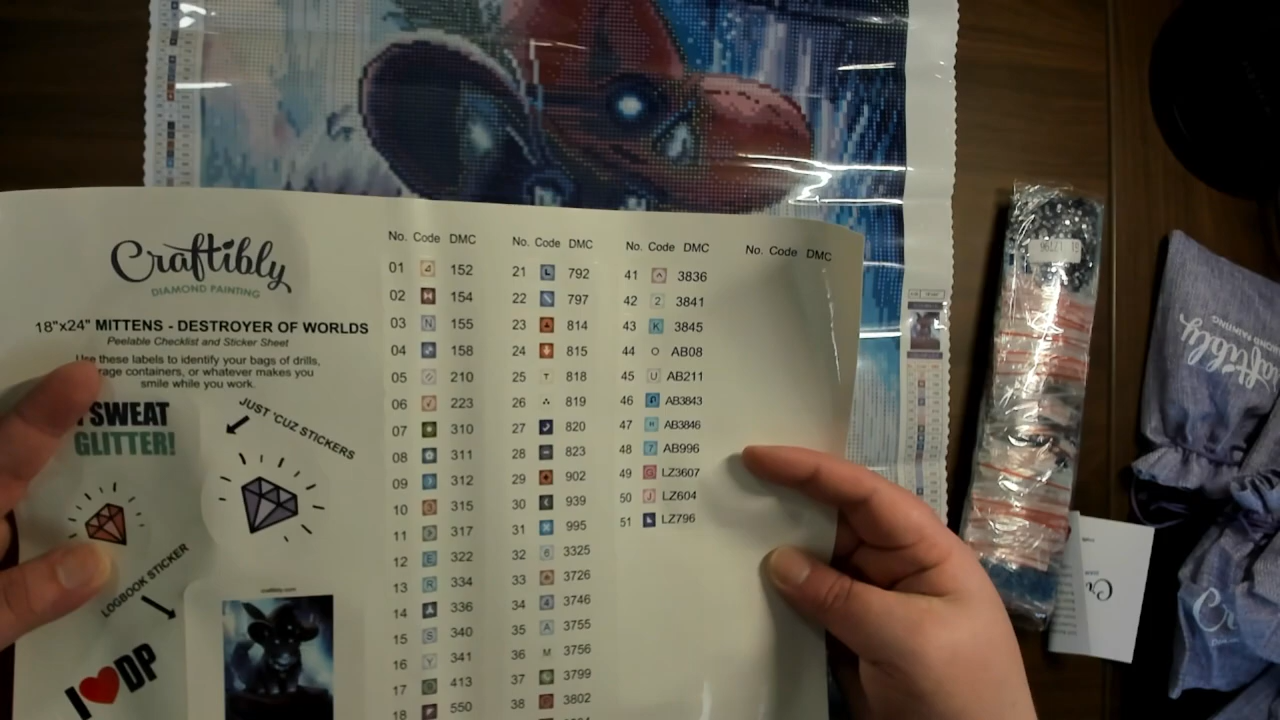 Craftibly
DIAMOND PAINTING
18"x24" MITTENS - DESTROYER OF WORLDS
Peelable Checklist and Sticker Sheet
Use these labels to identify your bags of drills,
containers, or whatever makes you
smile while you work.
SWEAT
GLITTER!
JUST 'CUZ STICKERS
LOGBOOK STICKER
I DP
craftibly.com
No. Code DMC
01 152
02 154
03 N 155
04 158
05 210
06 223
07 310
08 311
09 312
10 3 315
11 317
12 E 322
13 R 334
14 336
15 S 340
16 Y 341
17 413
18 550
No. Code DMC
21 L 792
22 797
23 814
24 815
25 T 818
26 819
27 820
28 823
29 902
30 939
31 995
32 6 3325
33 3726
34 4 3746
35 A 3755
36 M 3756
37 3799
38 3802
No. Code DMC
41 3836
42 2 3841
43 K 3845
44 O AB08
45 U AB211
46 AB3843
47 H AB3846
48 7 AB996
49 LZ3607
50 J LZ604
51 LZ796
No. Code DMC